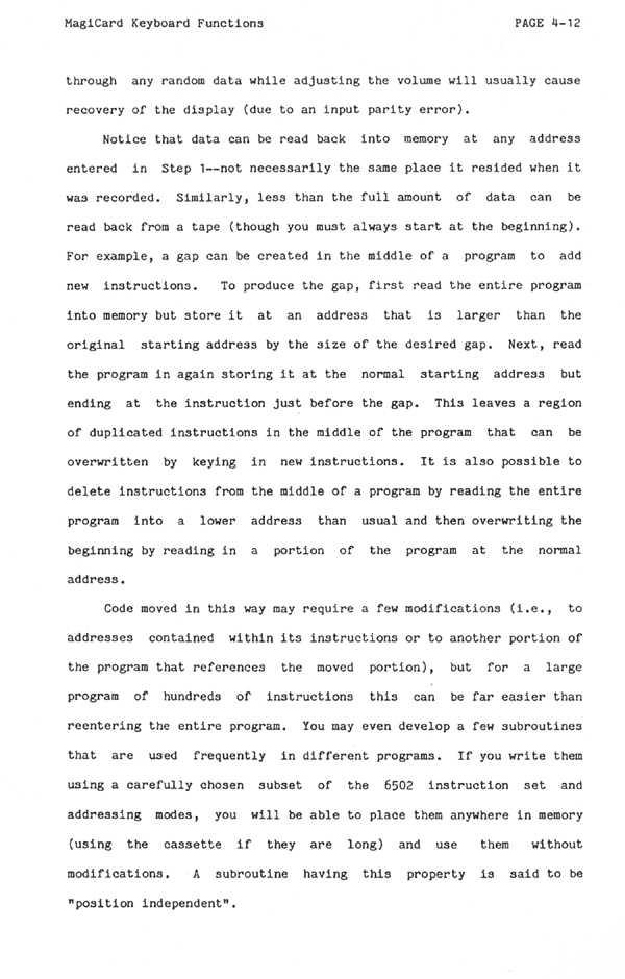 MagiCard Keyboard Functions PAGE 4-12
through any random data while adjusting the volume will usually cause
recovery of the display (due to an input parity error).
Notice that data can be read back into memory at any address
entered in Step 1--not necessarily the same place it resided when it
was recorded. Similarly, less than the full amount of data can be
read back from a tape (though you must always start at the beginning).
For example, a gap can be created in the middle of a program to add
new instructions. To produce the gap, first read the entire program
into memory but store it at an address that is larger than the
original starting address by the size of the desired gap. Next, read
the program in again storing it at the normal starting address but
ending at the instruction just before the gap. This leaves a region
of duplicated instructions in the middle of the program that can be
overwritten by keying in new instructions. It is also possible to
delete instructions from the middle of a program by reading the entire
program into a lower address than usual and then overwriting the
beginning by reading in a portion of the program at the normal
address.
Code moved in this way may require a few modifications (i.e., to
addresses contained within its instructions or to another portion of
the program that references the moved portion), but for a large
program of hundreds of instructions this can be far easier than
reentering the entire program. You may even develop a few subroutines
that are used frequently in different programs. If you write them
using a carefully chosen subset of the 6502 instruction set and
addressing modes, you will be able to place them anywhere in memory
(using the cassette if they are long) and use them without
modifications. A subroutine having this property is said to be
"position independent".